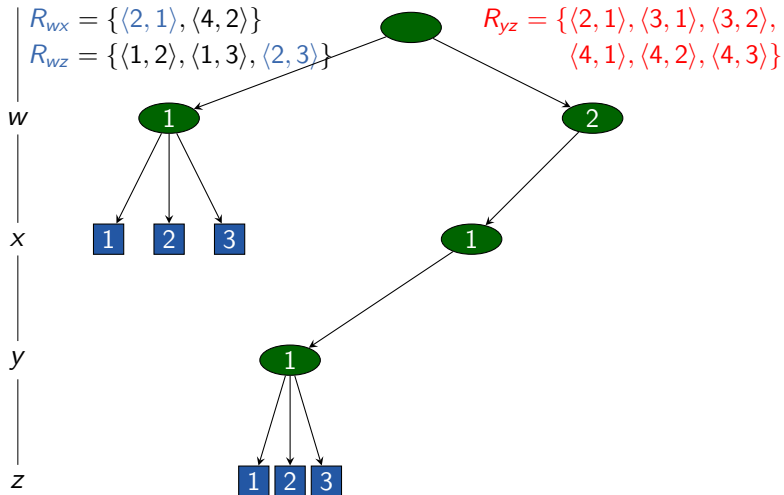 R_wx = {⟨2, 1⟩, ⟨4, 2⟩}
R_yz = {⟨2, 1⟩, ⟨3, 1⟩, ⟨3, 2⟩,
R_wz = {⟨1, 2⟩, ⟨1, 3⟩, ⟨2, 3⟩}
⟨4, 1⟩, ⟨4, 2⟩, ⟨4, 3⟩}
w 1 2
x 1 2 3 1
y 1
z 1 2 3